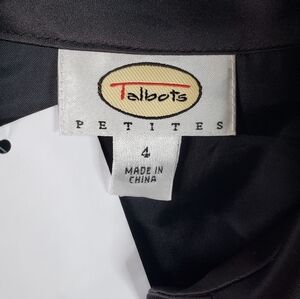 Talbots
PETITES
4
MADE IN
CHINA